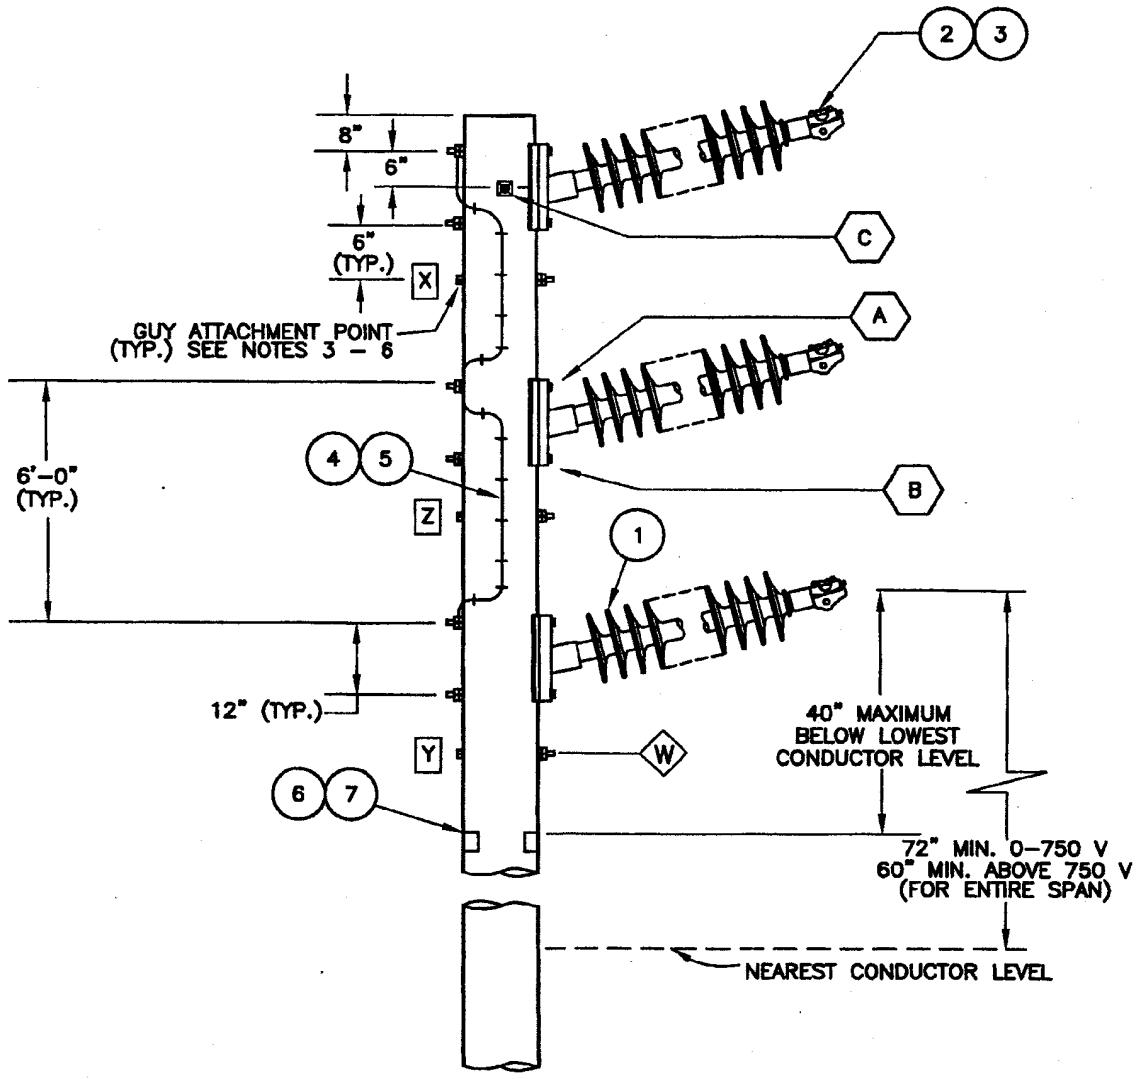 2 3
8"
6"
C
6"
(TYP.)
X
A
GUY ATTACHMENT POINT
(TYP.) SEE NOTES 3 - 6
4 5
6'-0"
(TYP.)
B
Z
1
12" (TYP.)
40" MAXIMUM
BELOW LOWEST
CONDUCTOR LEVEL
Y
W
6 7
72" MIN. 0-750 V
60" MIN. ABOVE 750 V
(FOR ENTIRE SPAN)
NEAREST CONDUCTOR LEVEL